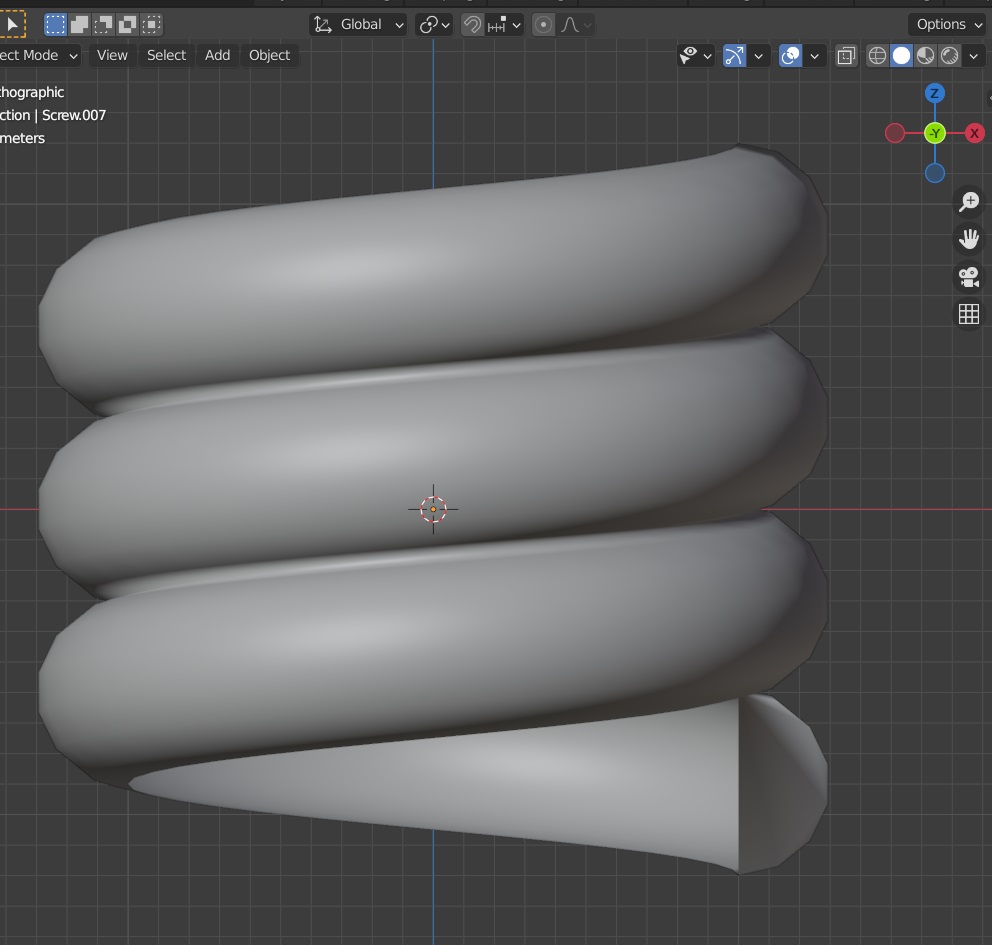 Global
Options
ect Mode
View
Select
Add
Object
thographic
ction | Screw.007
meters
Z
-Y
X